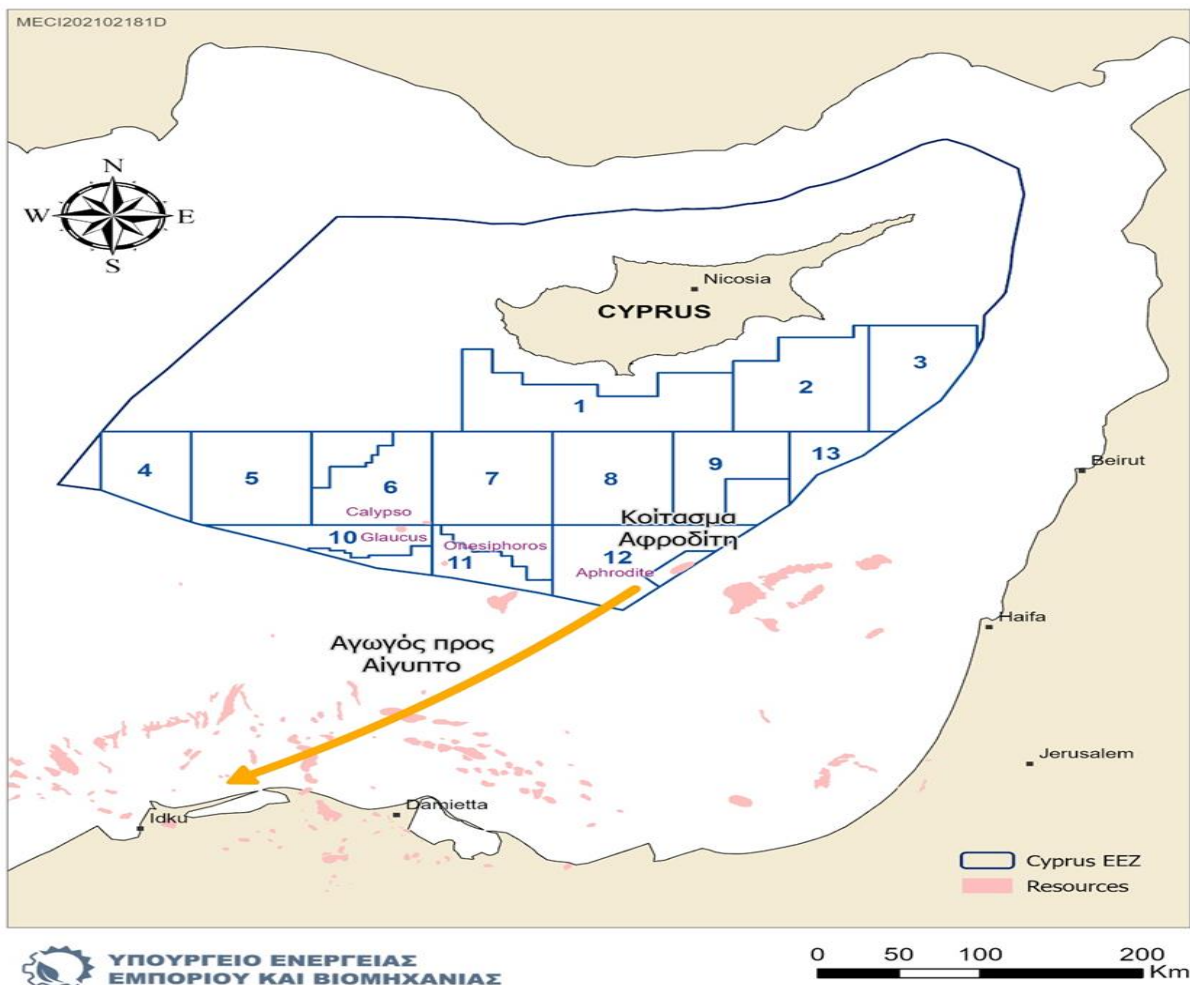 MECI202102181D
N
W
E
S
Nicosia
CYPRUS
3
2
1
13
9
4
5
6
7
8
Beirut
Calypso
Κοίτασμα
Αφροδίτη
10
Glaucus
Onesiphoros
11
12
Aphrodite
Haifa
Αγωγός προς
Αίγυπτο
Jerusalem
Damietta
Idku
Cyprus EEZ
Resources
ΥΠΟΥΡΓΕΙΟ ΕΝΕΡΓΕΙΑΣ
ΕΜΠΟΡΙΟΥ ΚΑΙ ΒΙΟΜΗΧΑΝΙΑΣ
0 50 100 200
Km